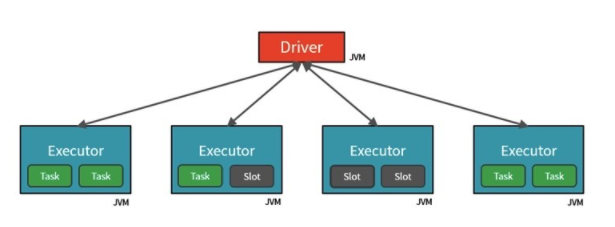 Driver
JVM
Executor Executor Executor Executor
Task Task Task Slot Slot Slot Task Task
JVM JVM JVM JVM